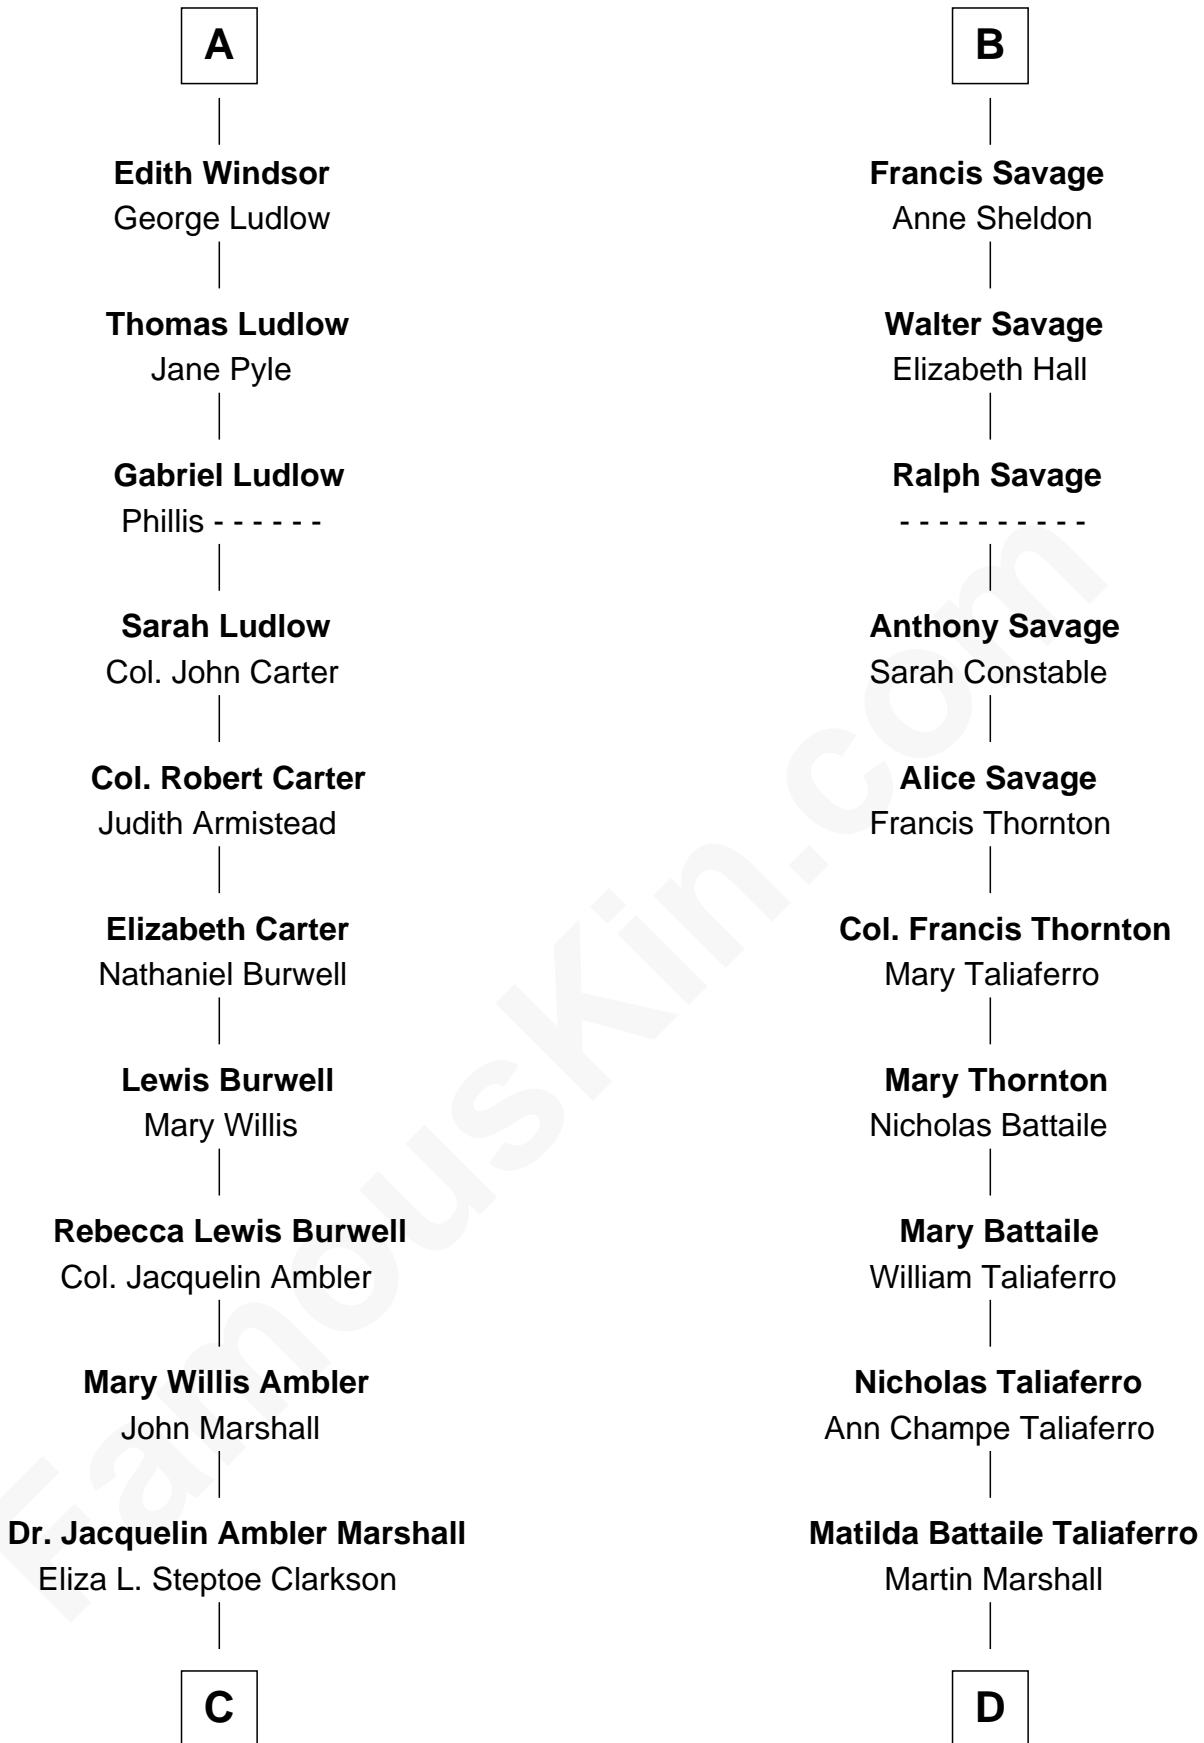 A
Edith Windsor
George Ludlow
Thomas Ludlow
Jane Pyle
Gabriel Ludlow
Phillis - - - - - -
Sarah Ludlow
Col. John Carter
Col. Robert Carter
Judith Armistead
Elizabeth Carter
Nathaniel Burwell
Lewis Burwell
Mary Willis
Rebecca Lewis Burwell
Col. Jacquelin Ambler
Mary Willis Ambler
John Marshall
Dr. Jacquelin Ambler Marshall
Eliza L. Steptoe Clarkson
C
B
Francis Savage
Anne Sheldon
Walter Savage
Elizabeth Hall
Ralph Savage
- - - - - - - - - -
Anthony Savage
Sarah Constable
Alice Savage
Francis Thornton
Col. Francis Thornton
Mary Taliaferro
Mary Thornton
Nicholas Battaile
Mary Battaile
William Taliaferro
Nicholas Taliaferro
Ann Champe Taliaferro
Matilda Battaile Taliaferro
Martin Marshall
D
FamousKin.com